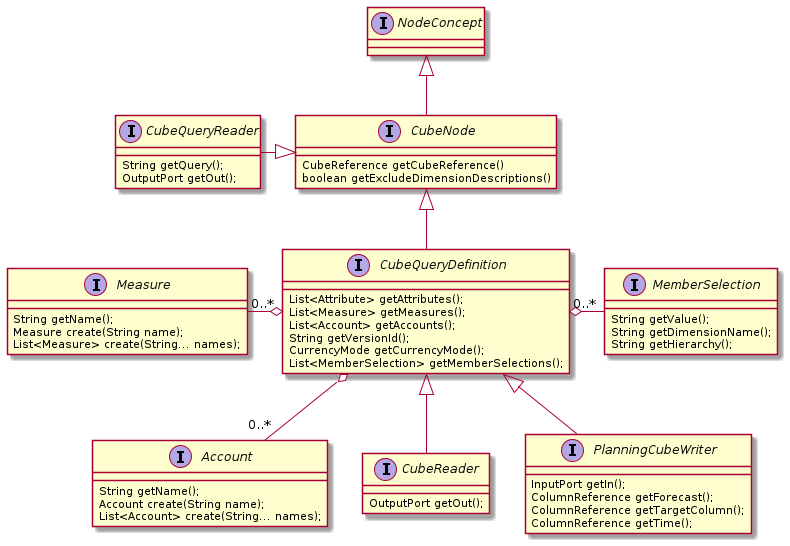 I NodeConcept
I CubeQueryReader
String getQuery();
OutputPort getOut();
I CubeNode
CubeReference getCubeReference()
boolean getExcludeDimensionDescriptions()
I Measure
String getName();
Measure create(String name);
List<Measure> create(String... names);
0..*
I CubeQueryDefinition
List<Attribute> getAttributes();
List<Measure> getMeasures();
List<Account> getAccounts();
String getVersionId();
CurrencyMode getCurrencyMode();
List<MemberSelection> getMemberSelections();
0..*
I MemberSelection
String getValue();
String getDimensionName();
String getHierarchy();
0..*
I Account
String getName();
Account create(String name);
List<Account> create(String... names);
I CubeReader
OutputPort getOut();
I PlanningCubeWriter
InputPort getIn();
ColumnReference getForecast();
ColumnReference getTargetColumn();
ColumnReference getTime();